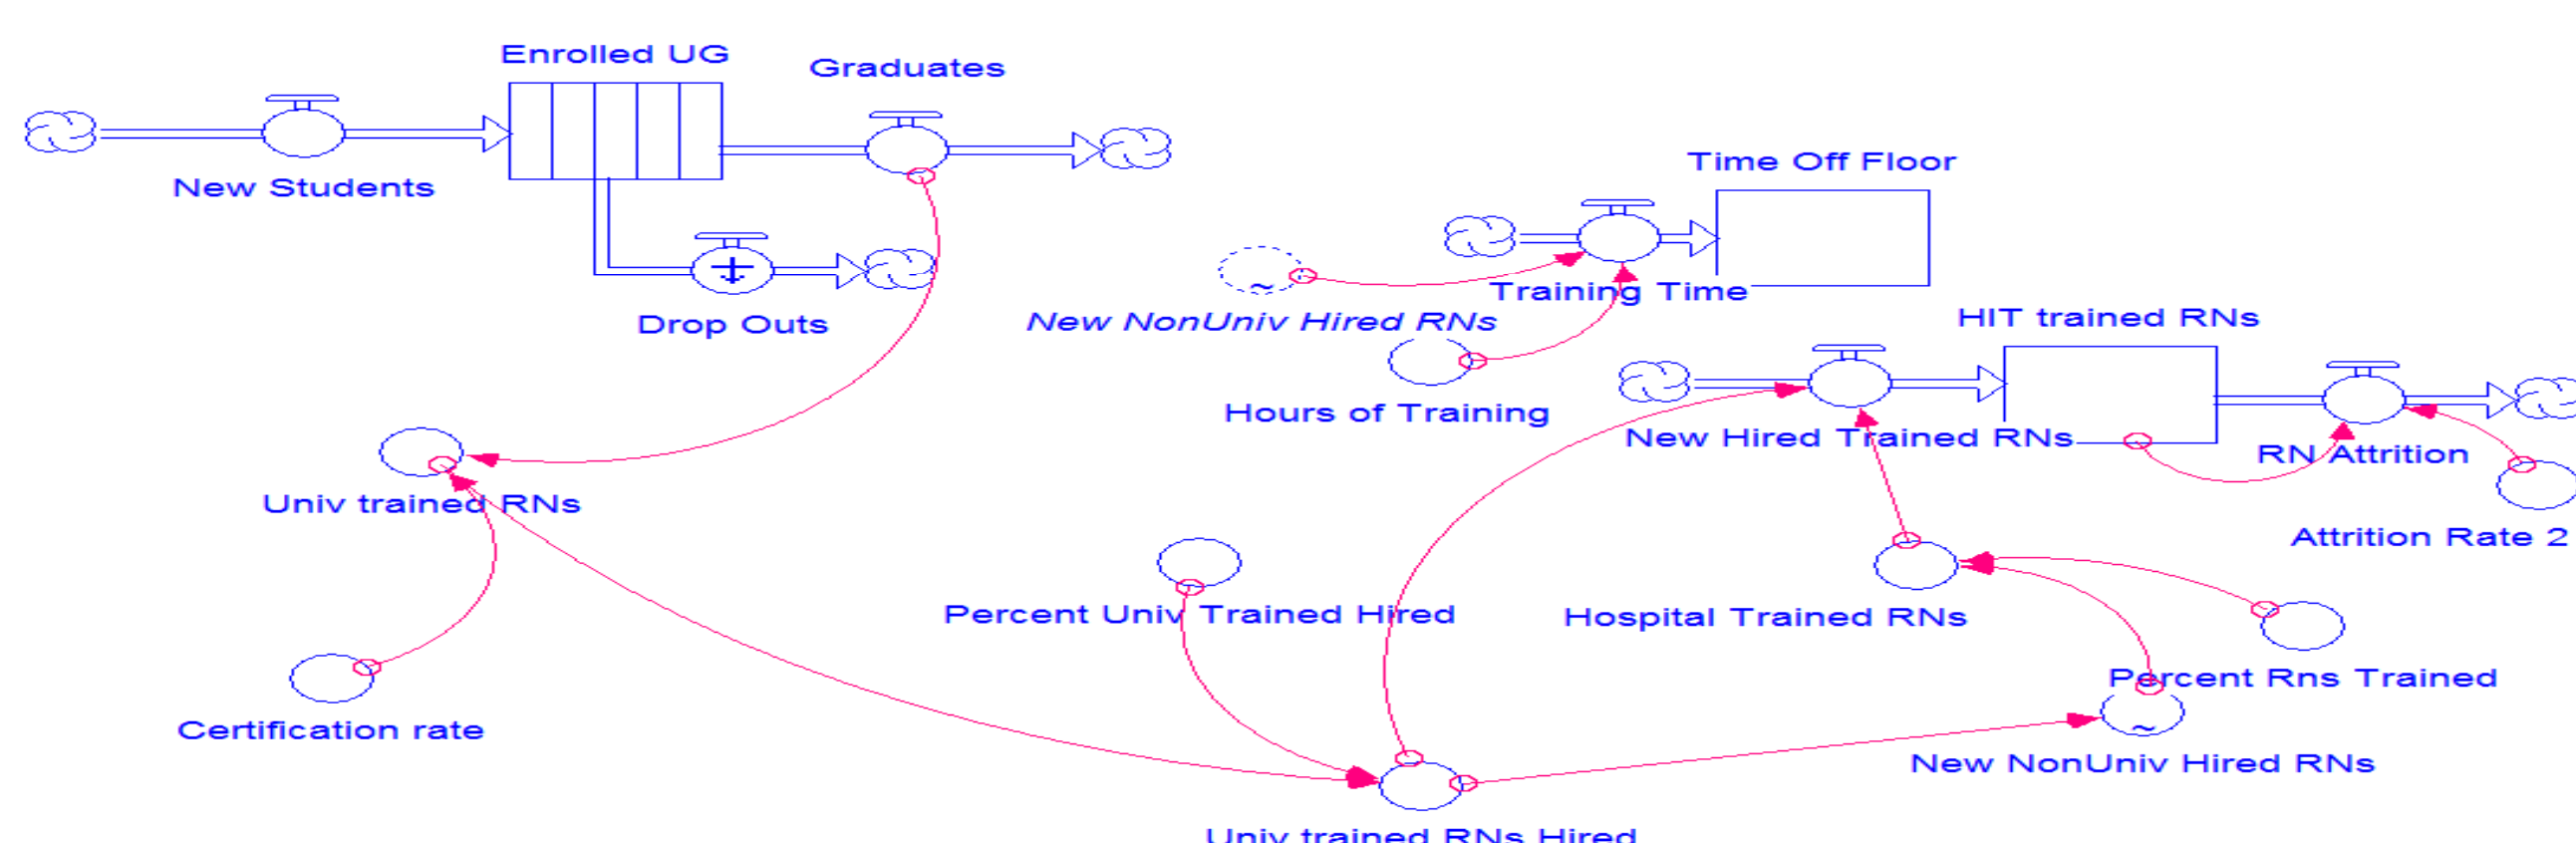 Enrolled UG
Graduates
New Students
Drop Outs
Time Off Floor
Training Time
New NonUniv Hired RNs
Hours of Training
HIT trained RNs
New Hired Trained RNs
RN Attrition
Attrition Rate 2
Univ trained RNs
Percent Univ Trained Hired
Hospital Trained RNs
Percent Rns Trained
Certification rate
New NonUniv Hired RNs
Univ trained RNs Hired